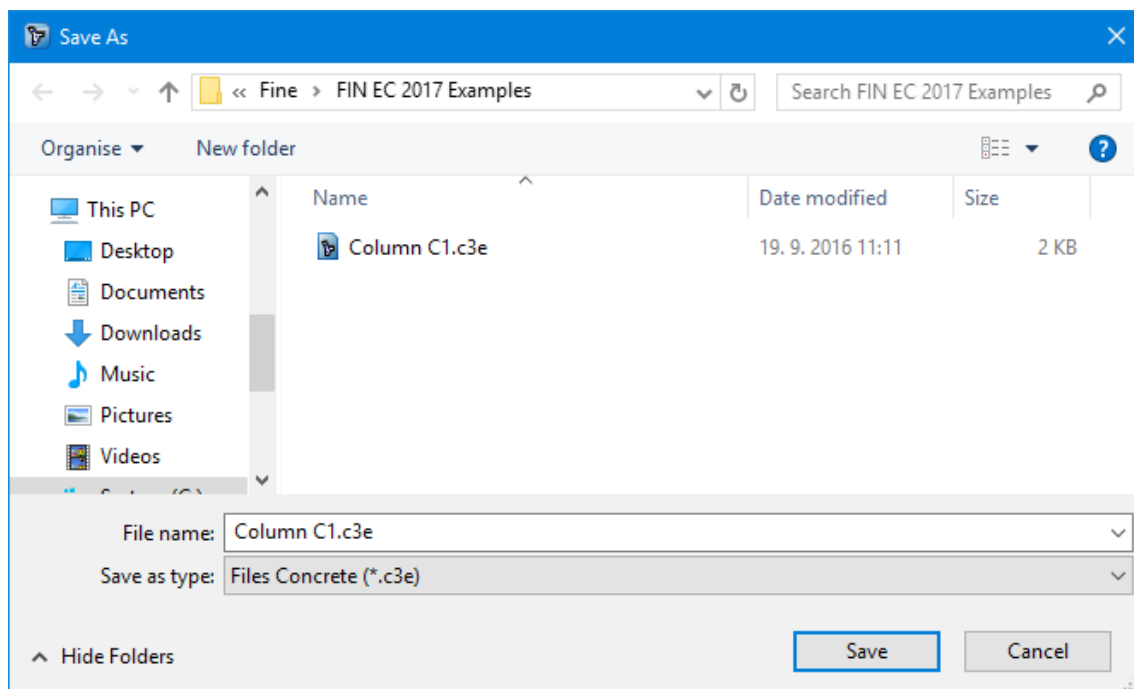 Save As
« Fine › FIN EC 2017 Examples
Search FIN EC 2017 Examples
Organise New folder
This PC
Desktop
Documents
Downloads
Music
Pictures
Videos
Name Date modified Size
Column C1.c3e 19. 9. 2016 11:11 2 KB
File name: Column C1.c3e
Save as type: Files Concrete (*.c3e)
Hide Folders Save Cancel